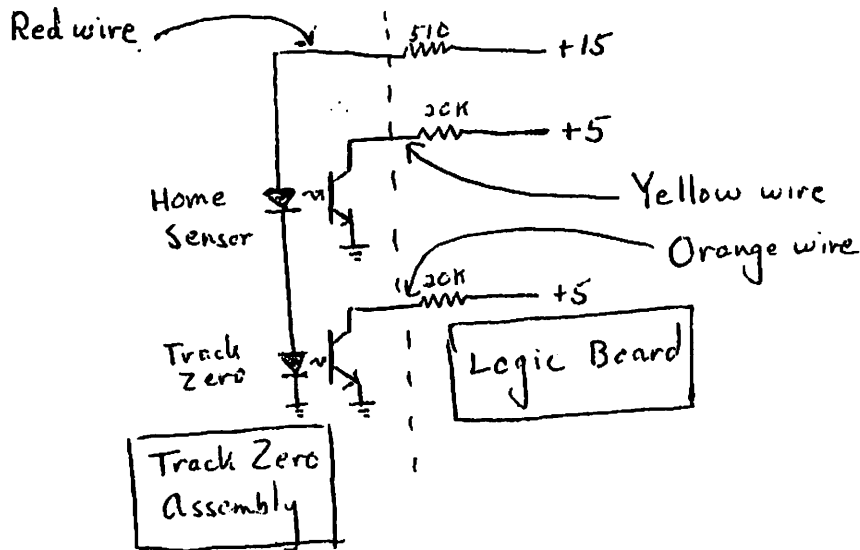 Red wire
510
+15
20K
+5
Home
Sensor
Yellow wire
Orange wire
20K
+5
Track
Zero
Logic Board
Track Zero
Assembly